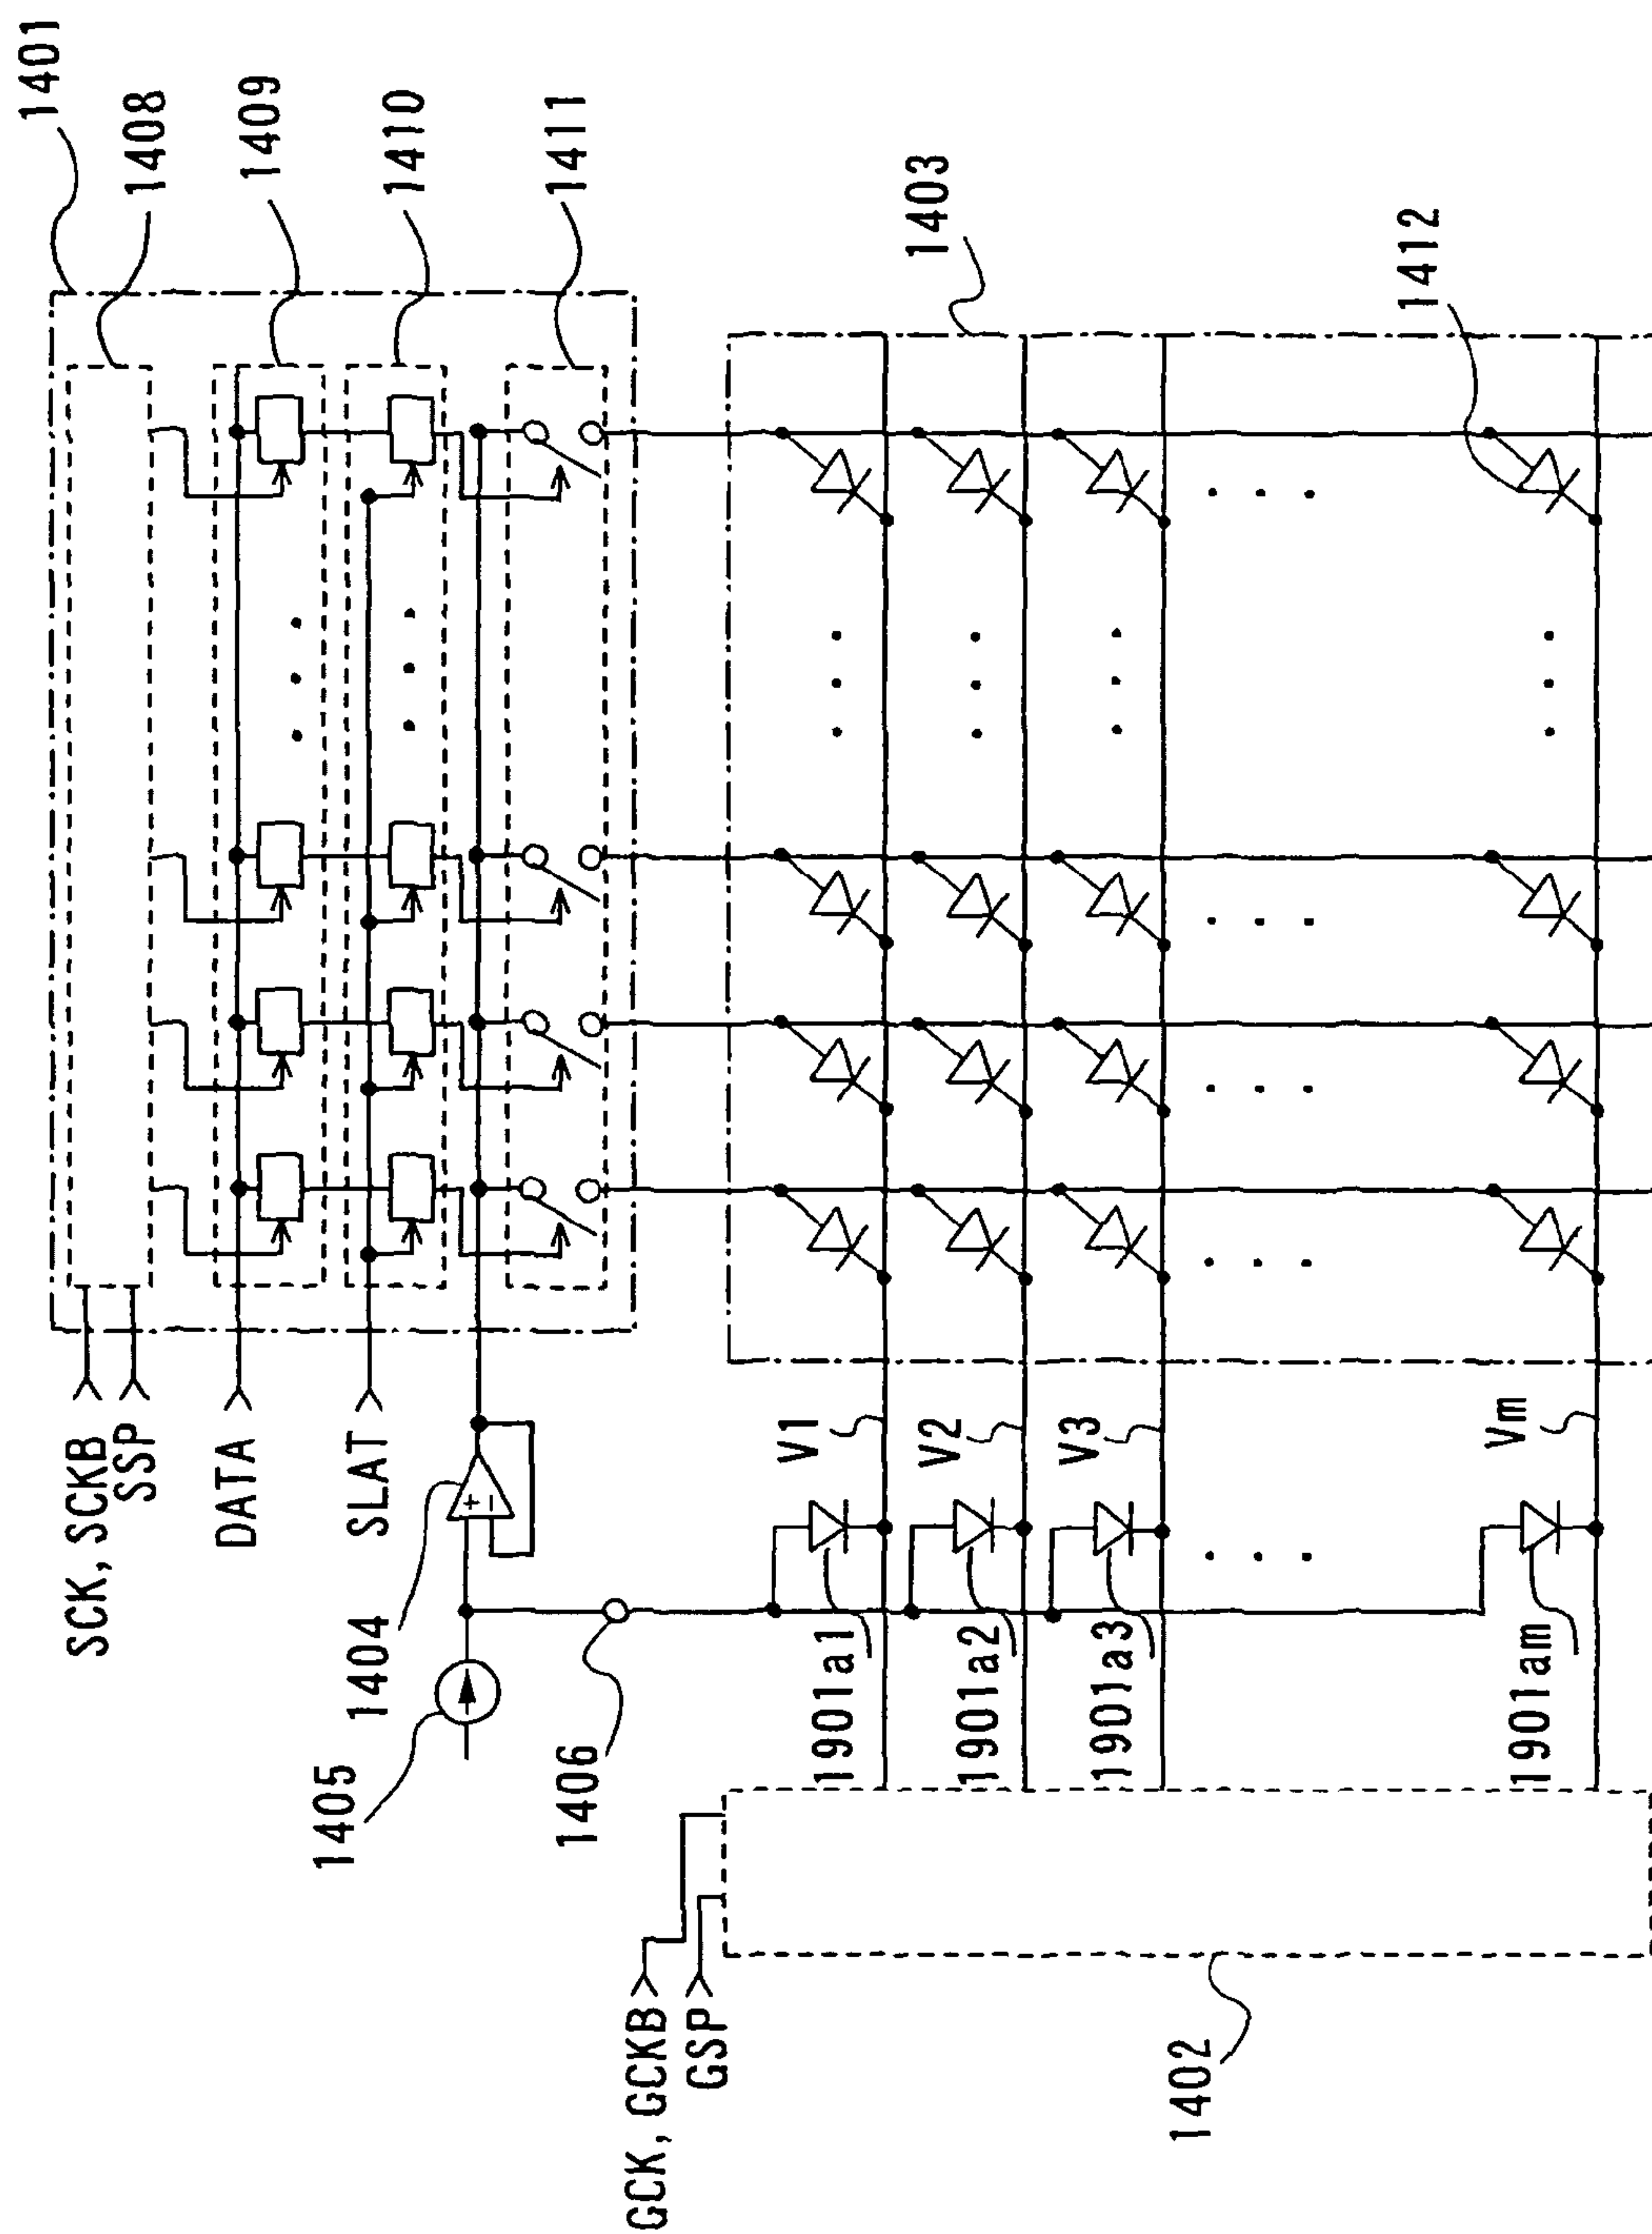 1401
1408
1409
1410
1411
1403
1412
SCK, SCKB
SSP
DATA
SLAT
1404
+
−
1405
1406
V1
V2
V3
Vm
1901a1
1901a2
1901a3
1901am
GCK, GCKB
GSP
1402